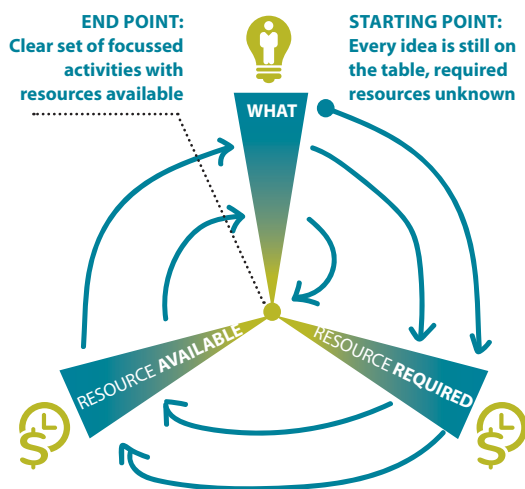 END POINT:
Clear set of focussed
activities with
resources available
STARTING POINT:
Every idea is still on
the table, required
resources unknown
WHAT
RESOURCE AVAILABLE
RESOURCE REQUIRED
$
$